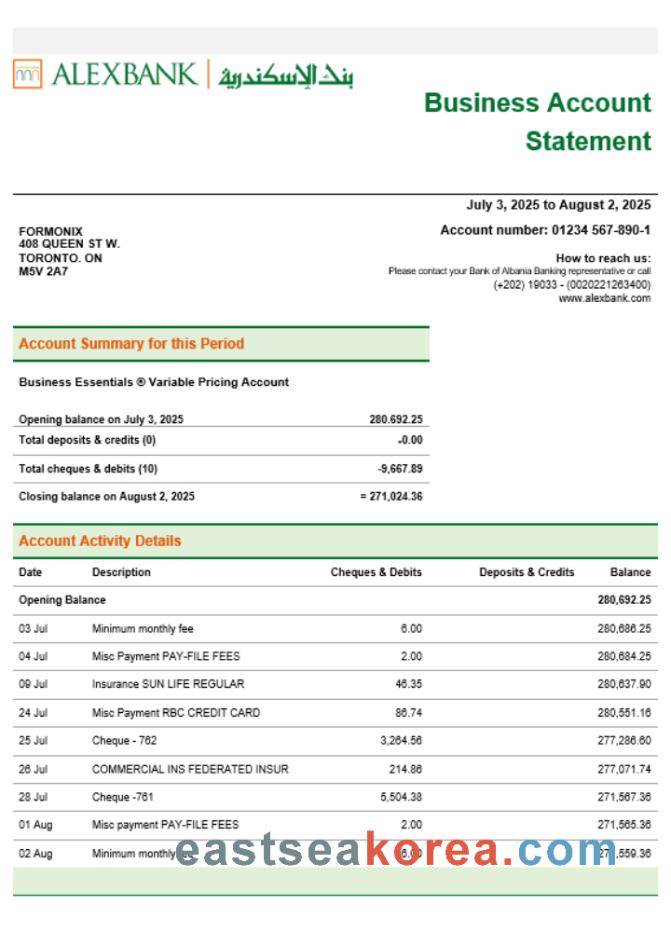 ALEXBANK | بنك الإسكندرية
Business Account
Statement
July 3, 2025 to August 2, 2025
Account number: 01234 567-890-1
FORMONIX
408 QUEEN ST W.
TORONTO. ON
M5V 2A7
How to reach us:
Please contact your Bank of Albania Banking representative or call
(+202) 19033 - (0020221263400)
www.alexbank.com
Account Summary for this Period
Business Essentials ® Variable Pricing Account
Opening balance on July 3, 2025 280.692.25
Total deposits & credits (0) -0.00
Total cheques & debits (10) -9,667.89
Closing balance on August 2, 2025 = 271,024.36
Account Activity Details
Date Description Cheques & Debits Deposits & Credits Balance
Opening Balance 280,692.25
03 Jul Minimum monthly fee 6.00 280,686.25
04 Jul Misc Payment PAY-FILE FEES 2.00 280,684.25
09 Jul Insurance SUN LIFE REGULAR 46.35 280,637.90
24 Jul Misc Payment RBC CREDIT CARD 86.74 280,551.16
25 Jul Cheque - 762 3,264.56 277,286.60
26 Jul COMMERCIAL INS FEDERATED INSUR 214.86 277,071.74
28 Jul Cheque -761 5,504.38 271,567.36
01 Aug Misc payment PAY-FILE FEES 2.00 271,565.36
02 Aug Minimum monthly fee 6.00 271,559.36
eastseakorea.com